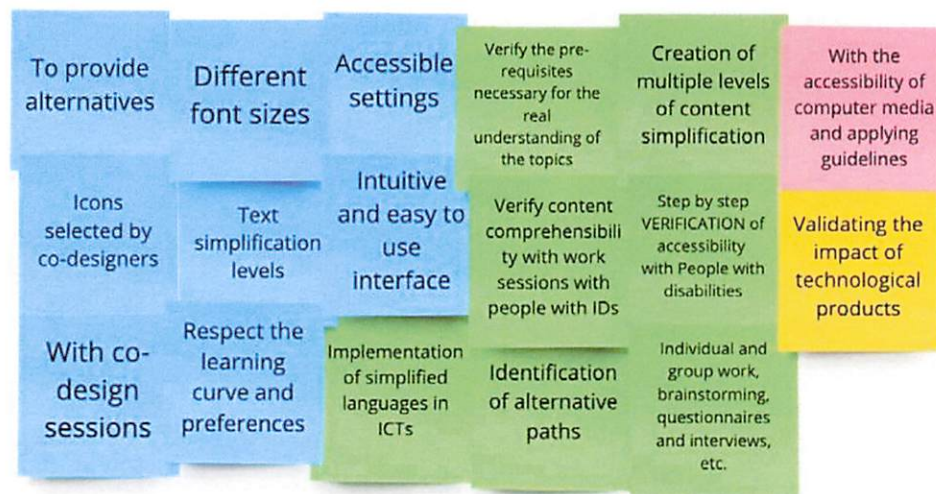 To provide
alternatives
Different
font sizes
Accessible
settings
Verify the pre-
requisites
necessary for the
real
understanding of
the topics
Creation of
multiple levels
of content
simplification
With the
accessibility of
computer media
and applying
guidelines
Icons
selected by
co-designers
Text
simplification
levels
Intuitive
and easy to
use
interface
Verify content
comprehensibili
ty with work
sessions with
people with IDs
Step by step
VERIFICATION of
accessibility
with People with
disabilities
Validating the
impact of
technological
products
With co-
design
sessions
Respect the
learning
curve and
preferences
Implementation
of simplified
languages in
ICTs
Identification
of alternative
paths
Individual and
group work,
brainstorming,
questionnaires
and interviews,
etc.